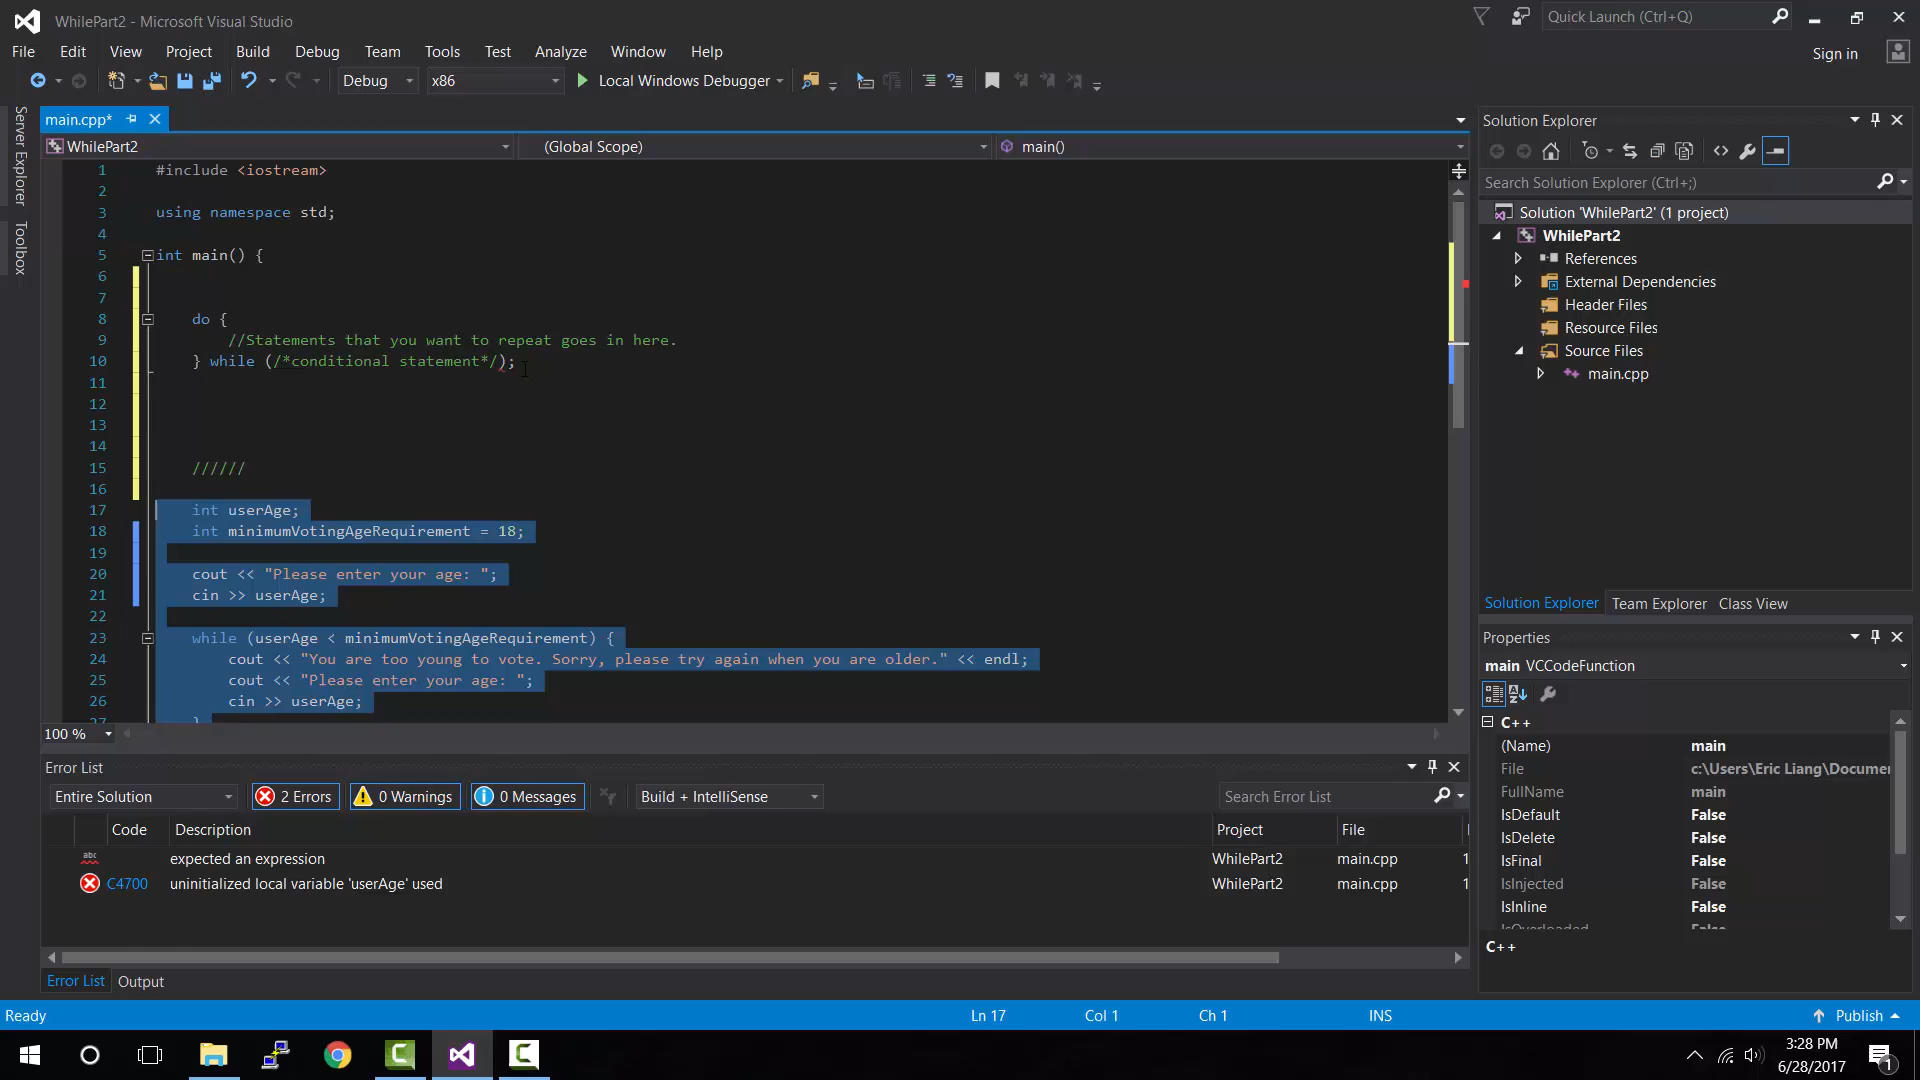 WhilePart2 - Microsoft Visual Studio
Quick Launch (Ctrl+Q)
File Edit View Project Build Debug Team Tools Test Analyze Window Help
Sign in
Debug x86 Local Windows Debugger
Server Explorer
Toolbox
main.cpp*
WhilePart2 (Global Scope) main()
1 #include <iostream>
2
3 using namespace std;
4
5 int main() {
6
7
8 do {
9 //Statements that you want to repeat goes in here.
10 } while (/*conditional statement*/);
11
12
13
14
15 //////
16
17 int userAge;
18 int minimumVotingAgeRequirement = 18;
19
20 cout << "Please enter your age: ";
21 cin >> userAge;
22
23 while (userAge < minimumVotingAgeRequirement) {
24 cout << "You are too young to vote. Sorry, please try again when you are older." << endl;
25 cout << "Please enter your age: ";
26 cin >> userAge;
27 }
100 %
Error List
Entire Solution 2 Errors 0 Warnings 0 Messages Build + IntelliSense Search Error List
Code Description Project File
abc expected an expression WhilePart2 main.cpp 1
C4700 uninitialized local variable 'userAge' used WhilePart2 main.cpp 1
Error List Output
Solution Explorer
Search Solution Explorer (Ctrl+;)
Solution 'WhilePart2' (1 project)
WhilePart2
References
External Dependencies
Header Files
Resource Files
Source Files
main.cpp
Solution Explorer Team Explorer Class View
Properties
main VCCodeFunction
C++
(Name) main
File c:\Users\Eric Liang\Documen
FullName main
IsDefault False
IsDelete False
IsFinal False
IsInjected False
IsInline False
IsOverloaded False
C++
Ready Ln 17 Col 1 Ch 1 INS Publish
3:28 PM
6/28/2017
1